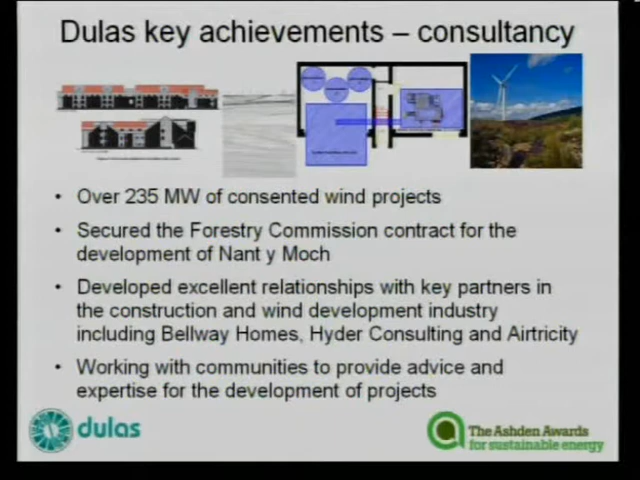 Dulas key achievements – consultancy
• Over 235 MW of consented wind projects
• Secured the Forestry Commission contract for the
development of Nant y Moch
• Developed excellent relationships with key partners in
the construction and wind development industry
including Bellway Homes, Hyder Consulting and Airtricity
• Working with communities to provide advice and
expertise for the development of projects
dulas
The Ashden Awards
for sustainable energy